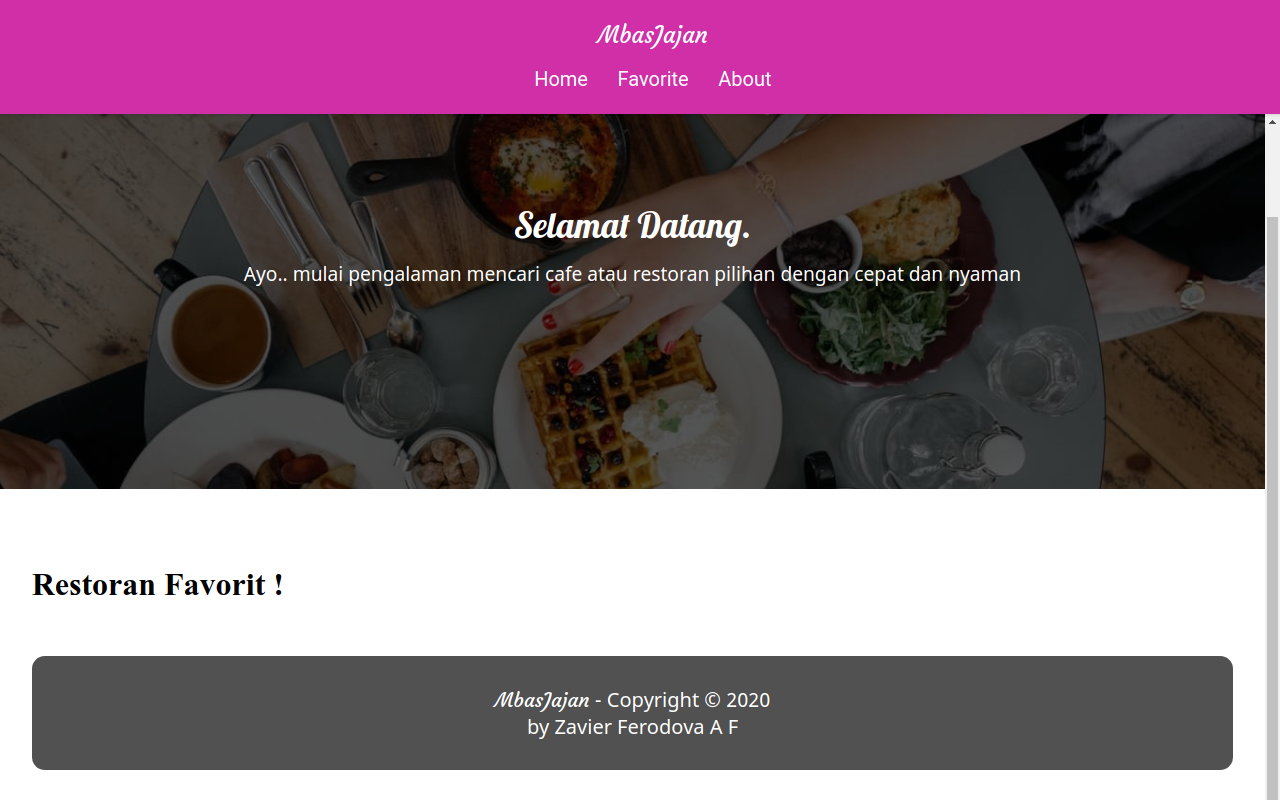 MbasJajan
Home Favorite About
Selamat Datang.
Ayo.. mulai pengalaman mencari cafe atau restoran pilihan dengan cepat dan nyaman
Restoran Favorit !
MbasJajan - Copyright © 2020
by Zavier Ferodova A F